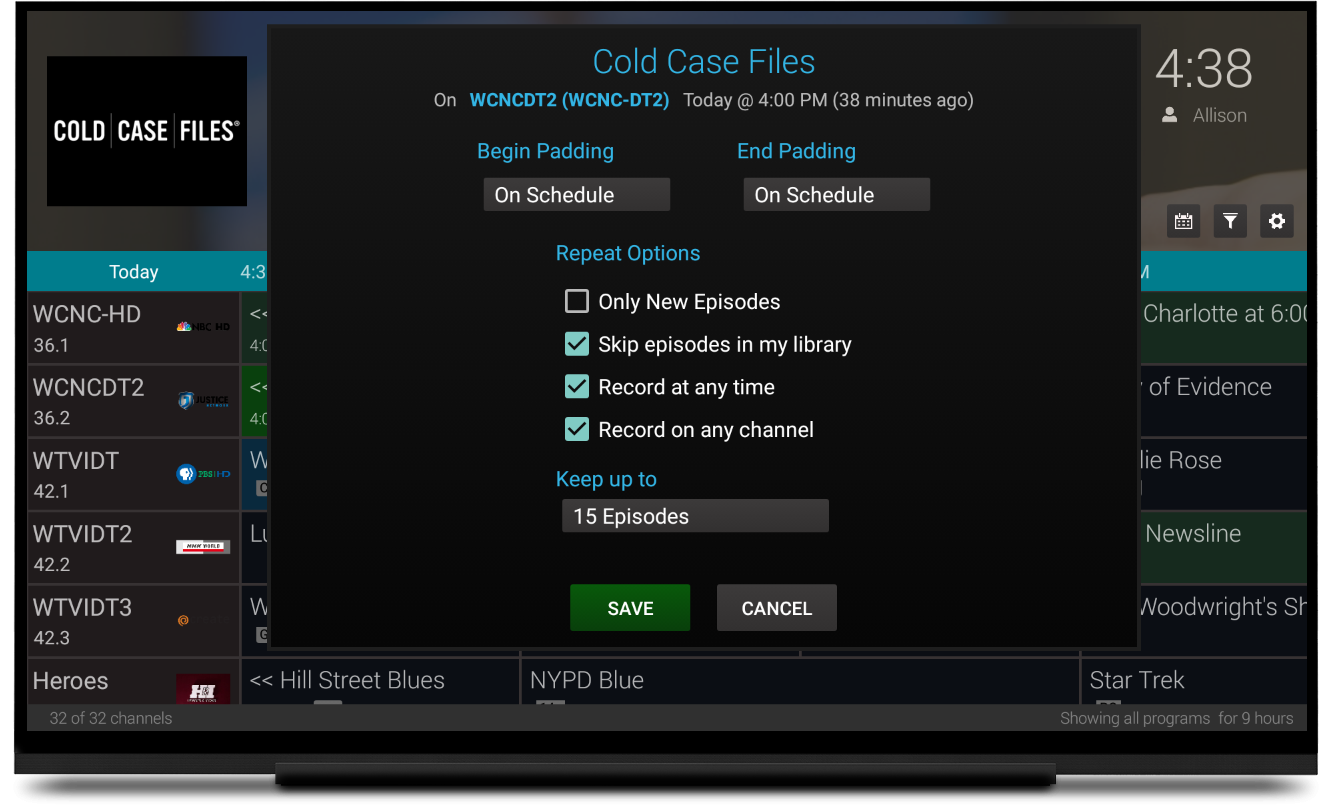 Cold Case Files
On WCNCDT2 (WCNC-DT2) Today @ 4:00 PM (38 minutes ago)
4:38
Allison
COLD CASE FILES®
Begin Padding End Padding
On Schedule On Schedule
Repeat Options
Today 4:3
Only New Episodes
WCNC-HD
NBC HD
36.1
<<
4:0
Charlotte at 6:00
Skip episodes in my library
WCNCDT2
JUSTICE
NETWORK
36.2
<<
4:0
Record at any time
of Evidence
Record on any channel
WTVIDT
PBS HD
42.1
W
lie Rose
Keep up to
15 Episodes
WTVIDT2
WORLD
42.2
Lu
Newsline
SAVE CANCEL
WTVIDT3
42.3
W
G
Woodwright's Sh
Heroes
H&I
<< Hill Street Blues NYPD Blue Star Trek
32 of 32 channels Showing all programs for 9 hours